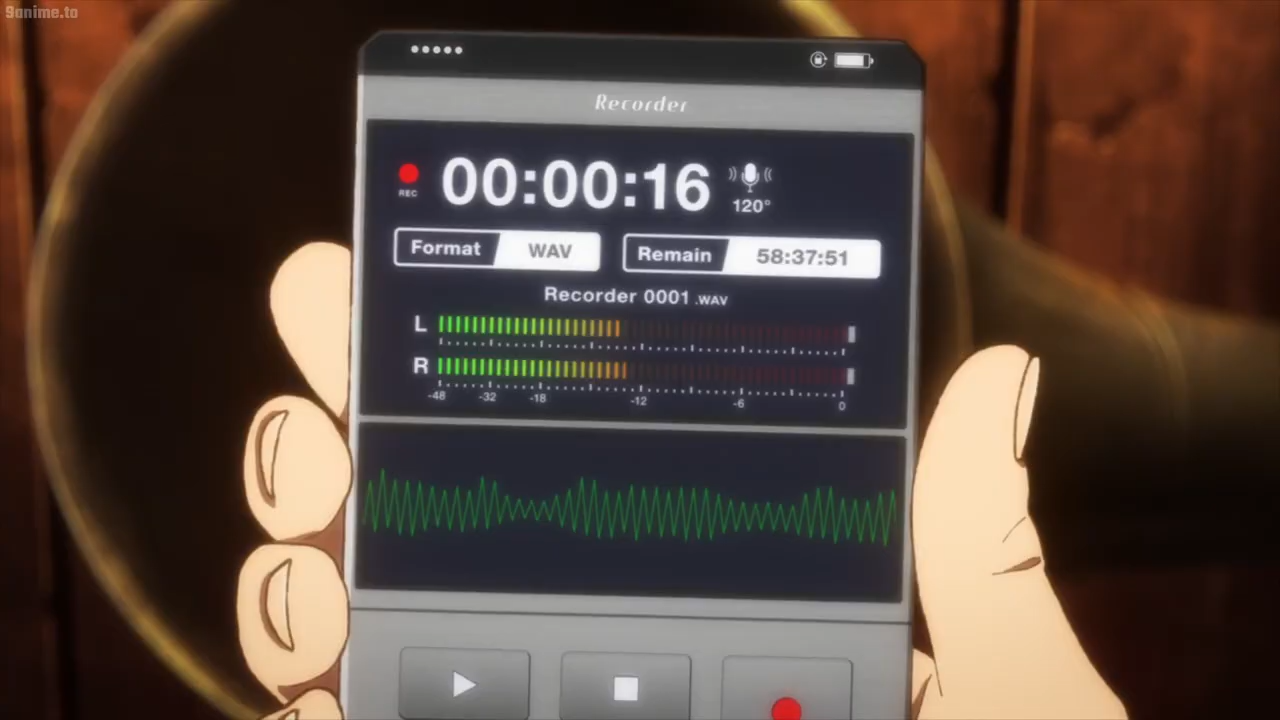 9anime.to
Recorder
REC
00:00:16
120°
Format WAV
Remain 58:37:51
Recorder 0001.WAV
L
R
-48 -32 -18 -12 -6 0